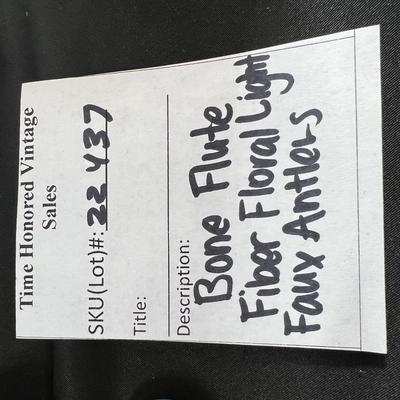 Time Honored Vintage
Sales
SKU(Lot)#: 22437
Title:
Description:
Bone Flute
Fiber Floral Light
Faux Antlers